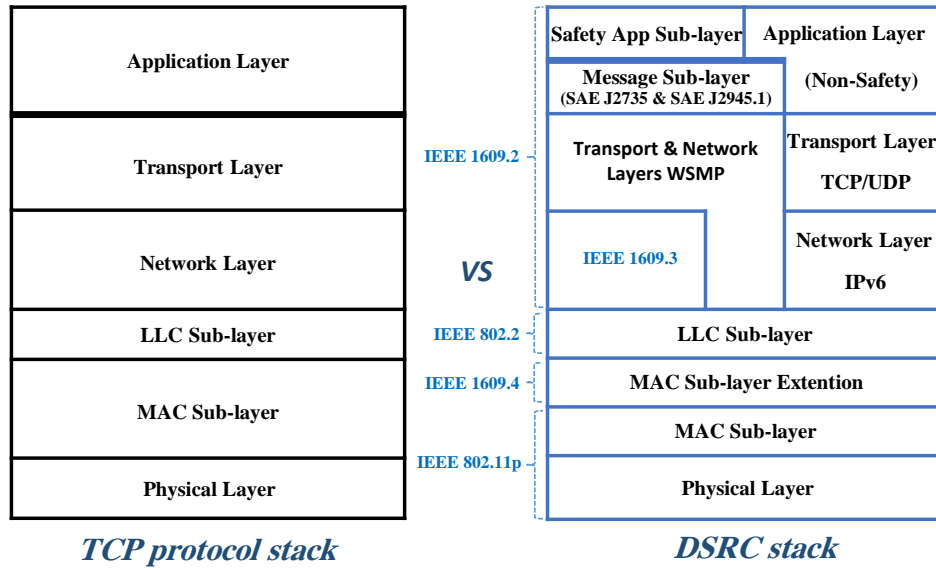 Application Layer
Transport Layer
Network Layer
LLC Sub-layer
MAC Sub-layer
Physical Layer
TCP protocol stack
VS
IEEE 1609.2
IEEE 802.2
IEEE 1609.4
IEEE 802.11p
Safety App Sub-layer
Application Layer
(Non-Safety)
Message Sub-layer
(SAE J2735 & SAE J2945.1)
Transport & Network
Layers WSMP
Transport Layer
TCP/UDP
IEEE 1609.3
Network Layer
IPv6
LLC Sub-layer
MAC Sub-layer Extention
MAC Sub-layer
Physical Layer
DSRC stack